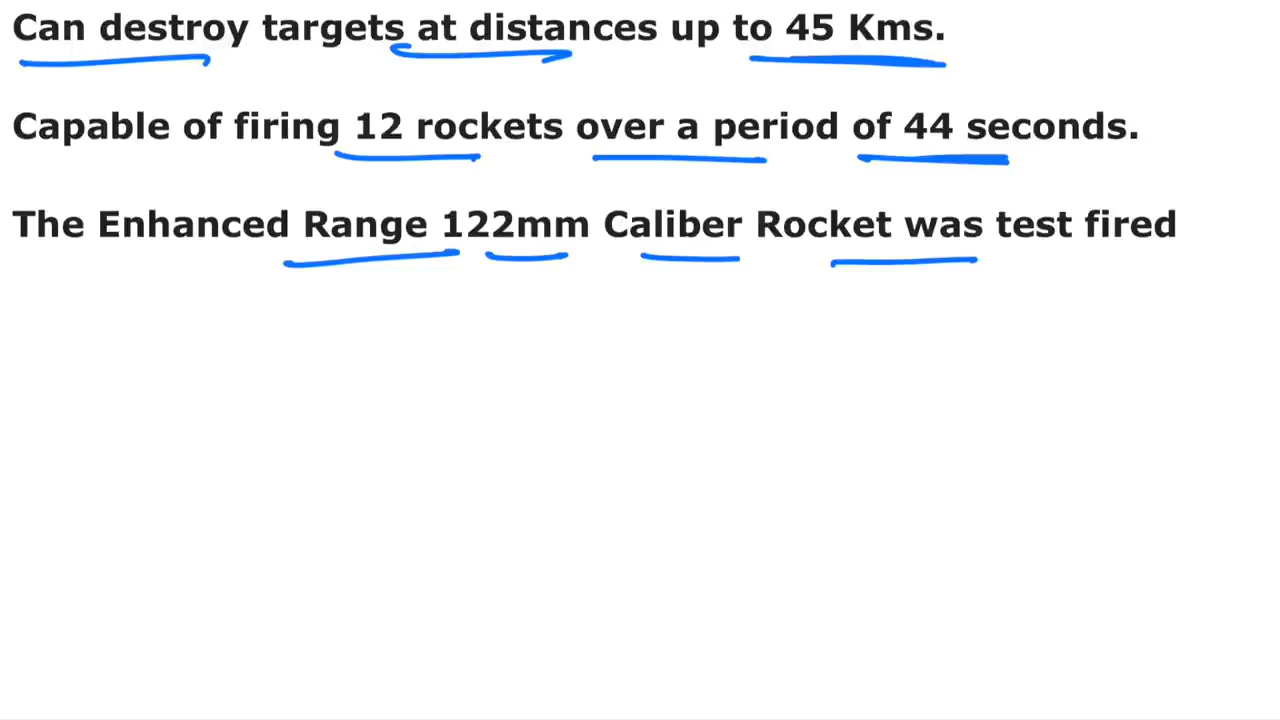 Can destroy targets at distances up to 45 Kms.
Capable of firing 12 rockets over a period of 44 seconds.
The Enhanced Range 122mm Caliber Rocket was test fired